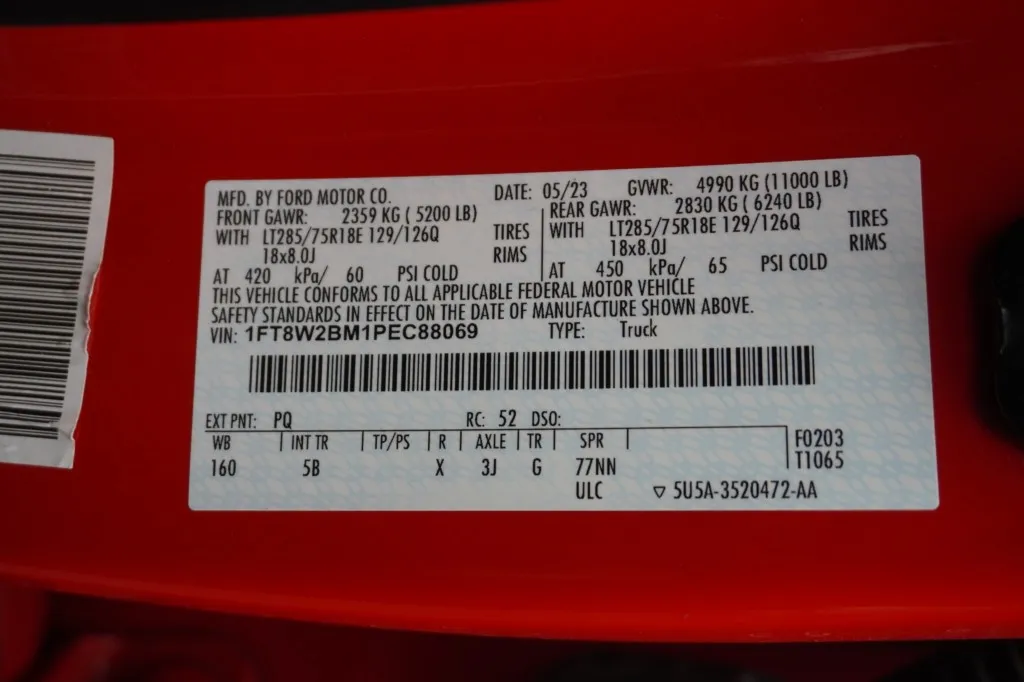 MFD. BY FORD MOTOR CO. DATE: 05/23 GVWR: 4990 KG (11000 LB)
FRONT GAWR: 2359 KG ( 5200 LB) REAR GAWR: 2830 KG ( 6240 LB)
WITH LT285/75R18E 129/126Q TIRES WITH LT285/75R18E 129/126Q TIRES
18x8.0J RIMS 18x8.0J RIMS
AT 420 kPa/ 60 PSI COLD AT 450 kPa/ 65 PSI COLD
THIS VEHICLE CONFORMS TO ALL APPLICABLE FEDERAL MOTOR VEHICLE
SAFETY STANDARDS IN EFFECT ON THE DATE OF MANUFACTURE SHOWN ABOVE.
VIN: 1FT8W2BM1PEC88069 TYPE: Truck
EXT PNT: PQ RC: 52 DSO:
WB INT TR TP/PS R AXLE TR SPR F0203
160 5B X 3J G 77NN T1065
ULC ▽ 5U5A-3520472-AA